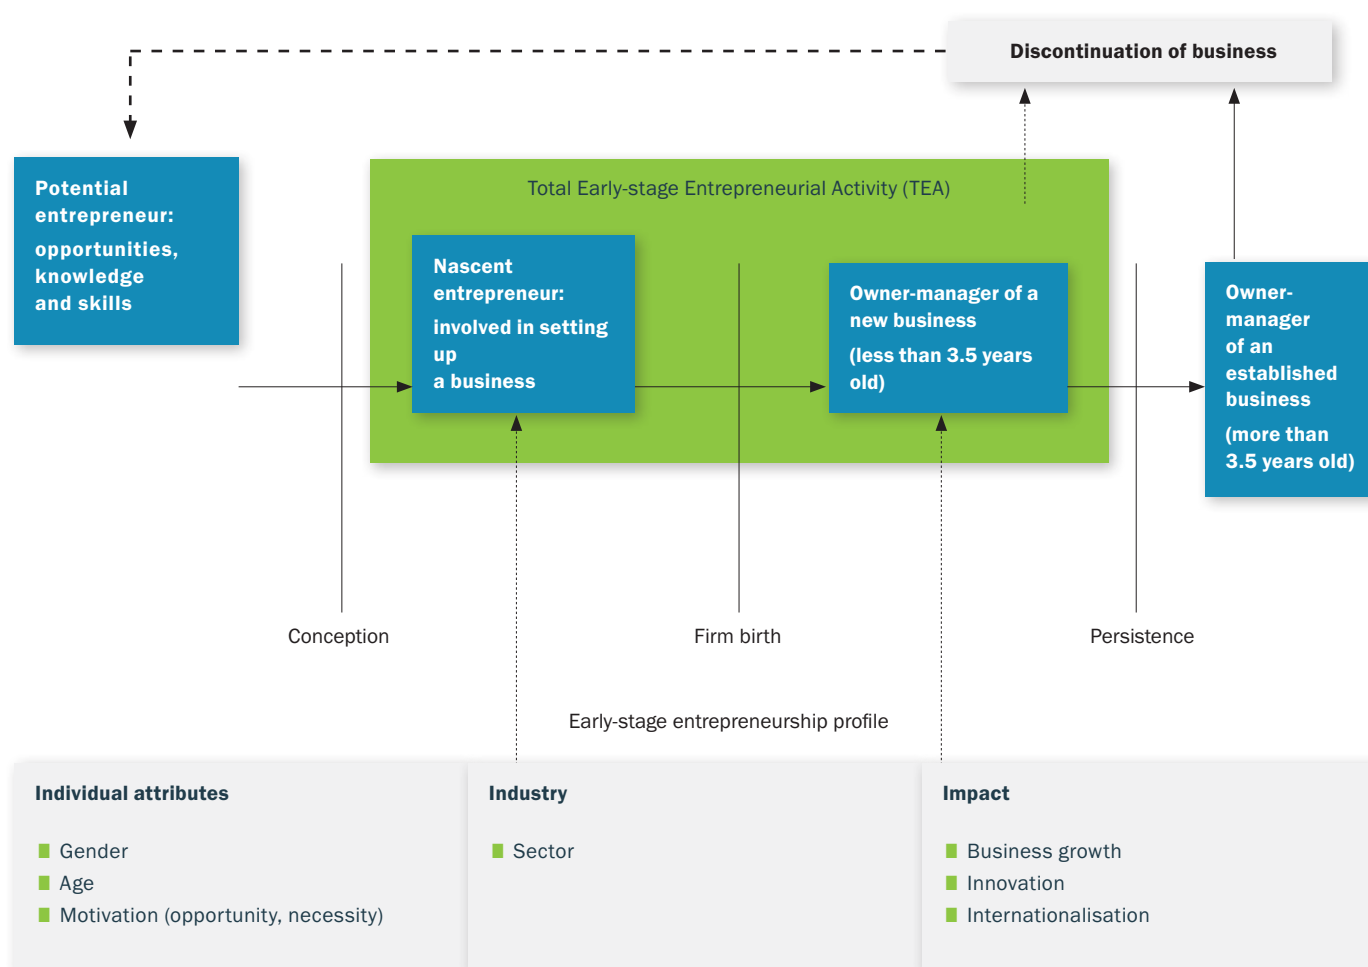 Discontinuation of business
Potential
entrepreneur:
opportunities,
knowledge
and skills
Total Early-stage Entrepreneurial Activity (TEA)
Nascent
entrepreneur:
involved in setting
up
a business
Owner-manager of a
new business
(less than 3.5 years
old)
Owner-
manager
of an
established
business
(more than
3.5 years old)
Conception
Firm birth
Persistence
Early-stage entrepreneurship profile
Individual attributes
Gender
Age
Motivation (opportunity, necessity)
Industry
Sector
Impact
Business growth
Innovation
Internationalisation